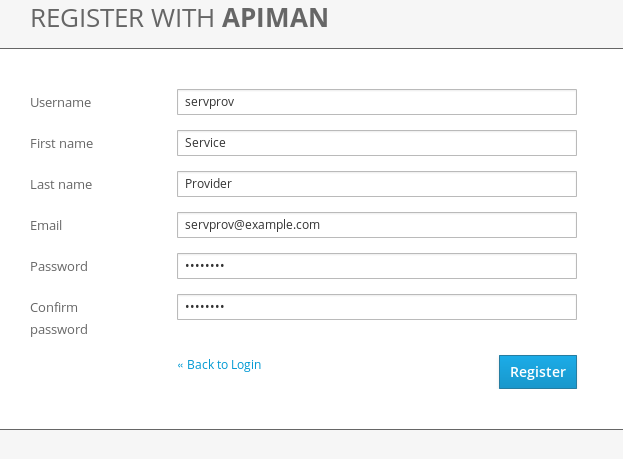 REGISTER WITH APIMAN
Username
servprov
First name
Service
Last name
Provider
Email
servprov@example.com
Password
••••••••
Confirm
password
••••••••
« Back to Login
Register